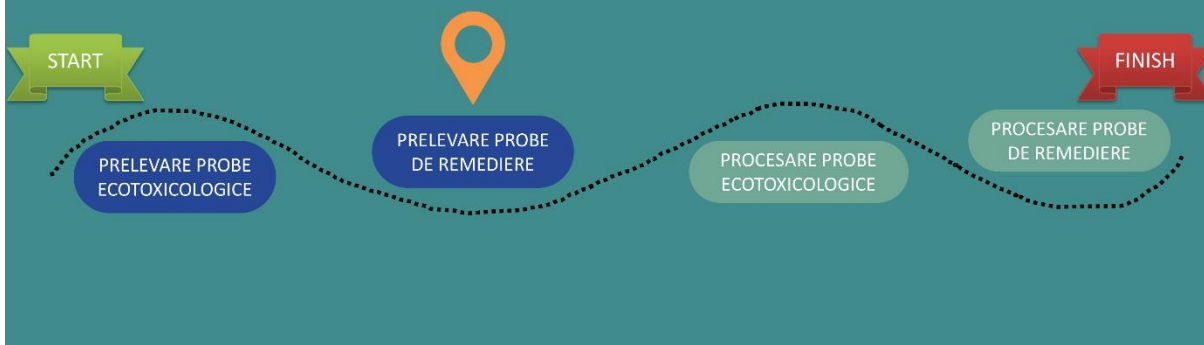 START
FINISH
PRELEVARE PROBE
ECOTOXICOLOGICE
PRELEVARE PROBE
DE REMEDIERE
PROCESARE PROBE
ECOTOXICOLOGICE
PROCESARE PROBE
DE REMEDIERE